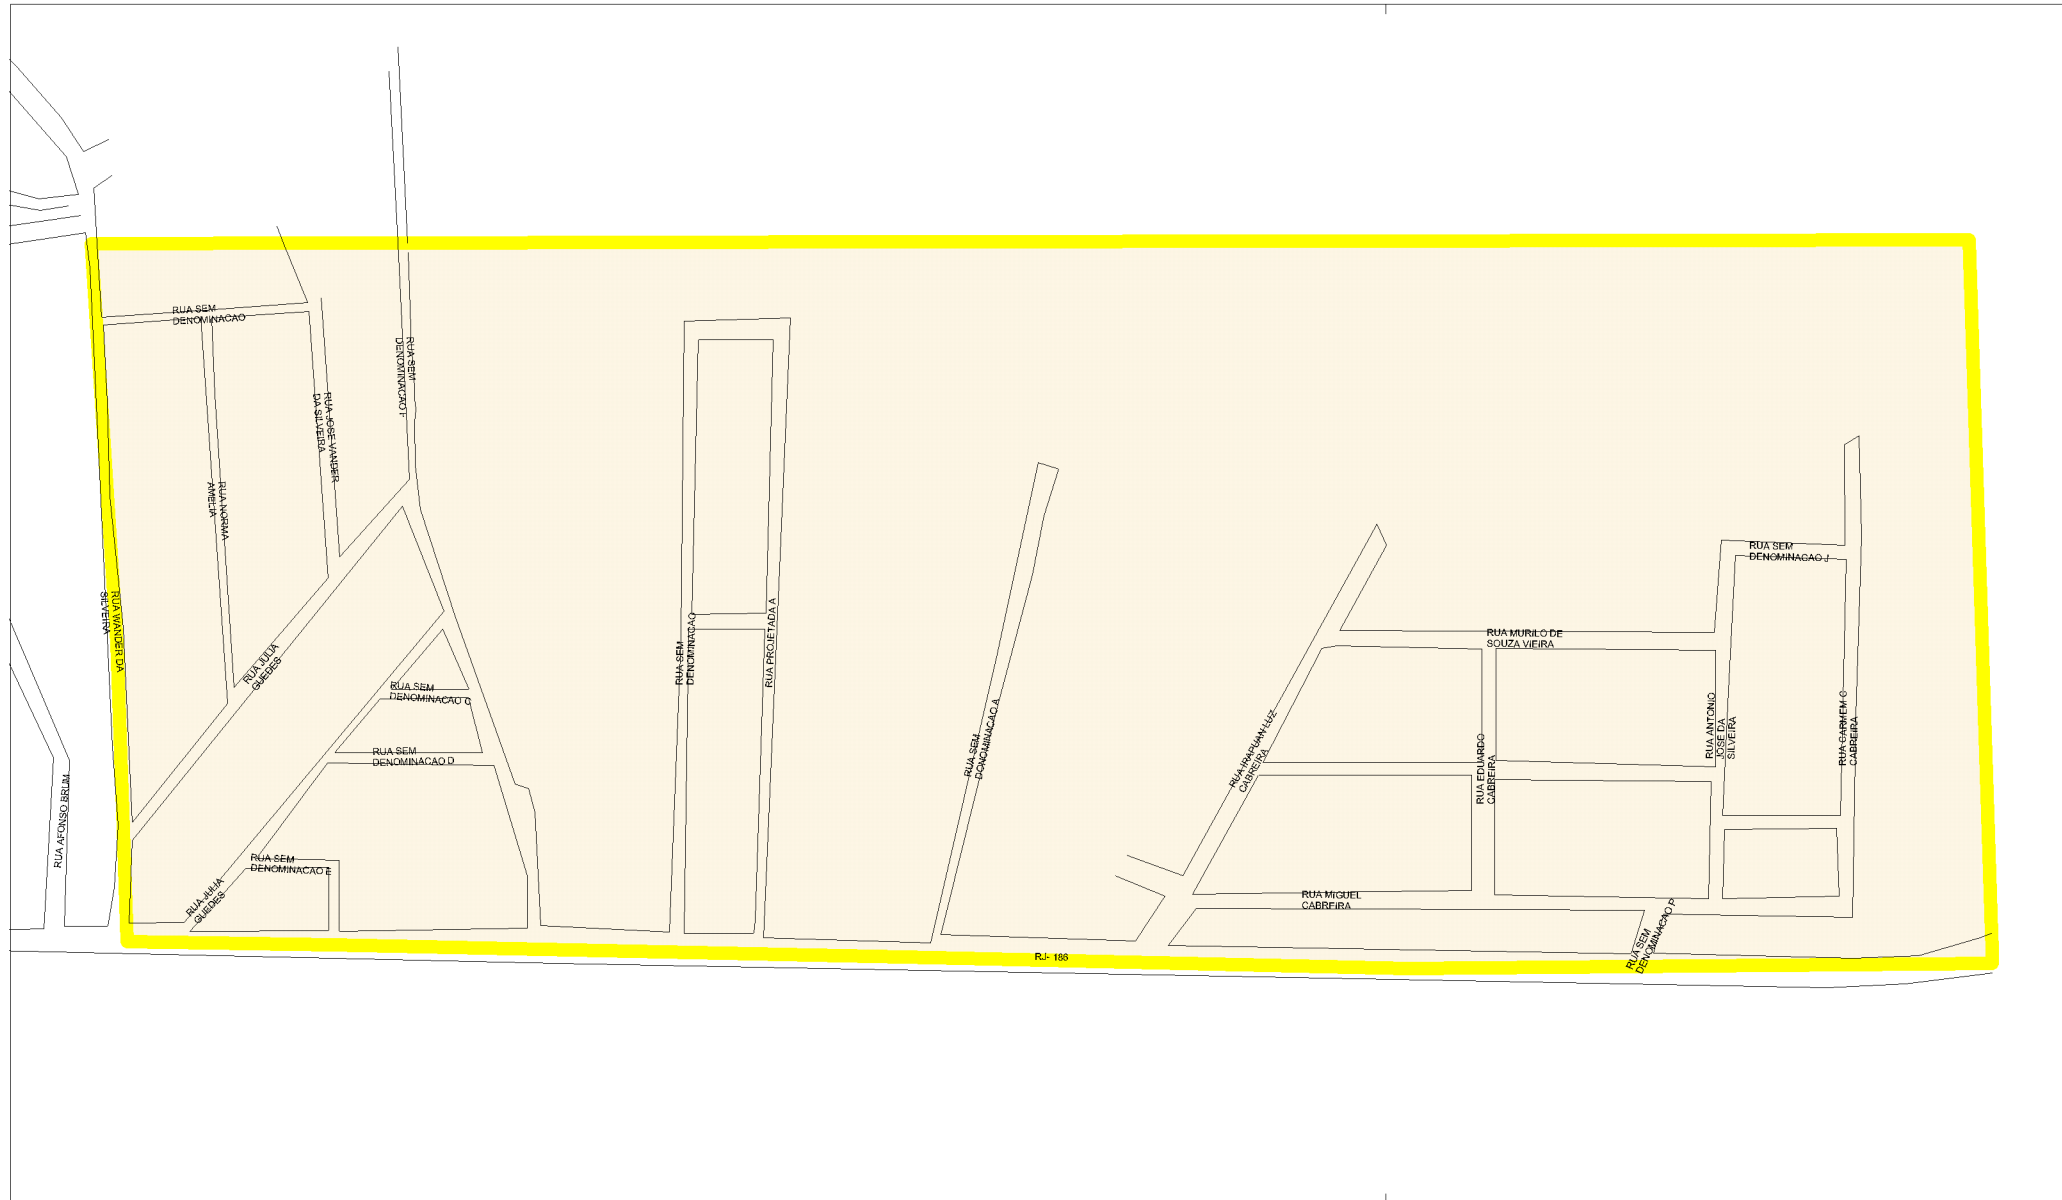 RUA SEM
DENOMINACAO
RUA SEM
DENOMINACAO F
RUA JOSE VANDER
DA SILVEIRA
RUA NORMA
AMELIA
RUA WANDER DA
SILVEIRA
RUA JULIA
GUEDES
RUA SEM
DENOMINACAO C
RUA SEM
DENOMINACAO D
RUA SEM
DENOMINACAO E
RUA JULIA
GUEDES
RUA AFONSO BRUM
RUA SEM
DENOMINACAO
RUA PROJETADA A
RUA SEM
DONOMINACAO A
RUA IRAPUAN LUZ
CABREIRA
RUA MURILO DE
SOUZA VIEIRA
RUA SEM
DENOMINACAO J
RUA EDUARDO
CABREIRA
RUA ANTONIO
JOSE DA
SILVEIRA
RUA CARMEM C
CABREIRA
RUA MIGUEL
CABREIRA
RUA SEM
DENOMINACAO P
RJ- 186